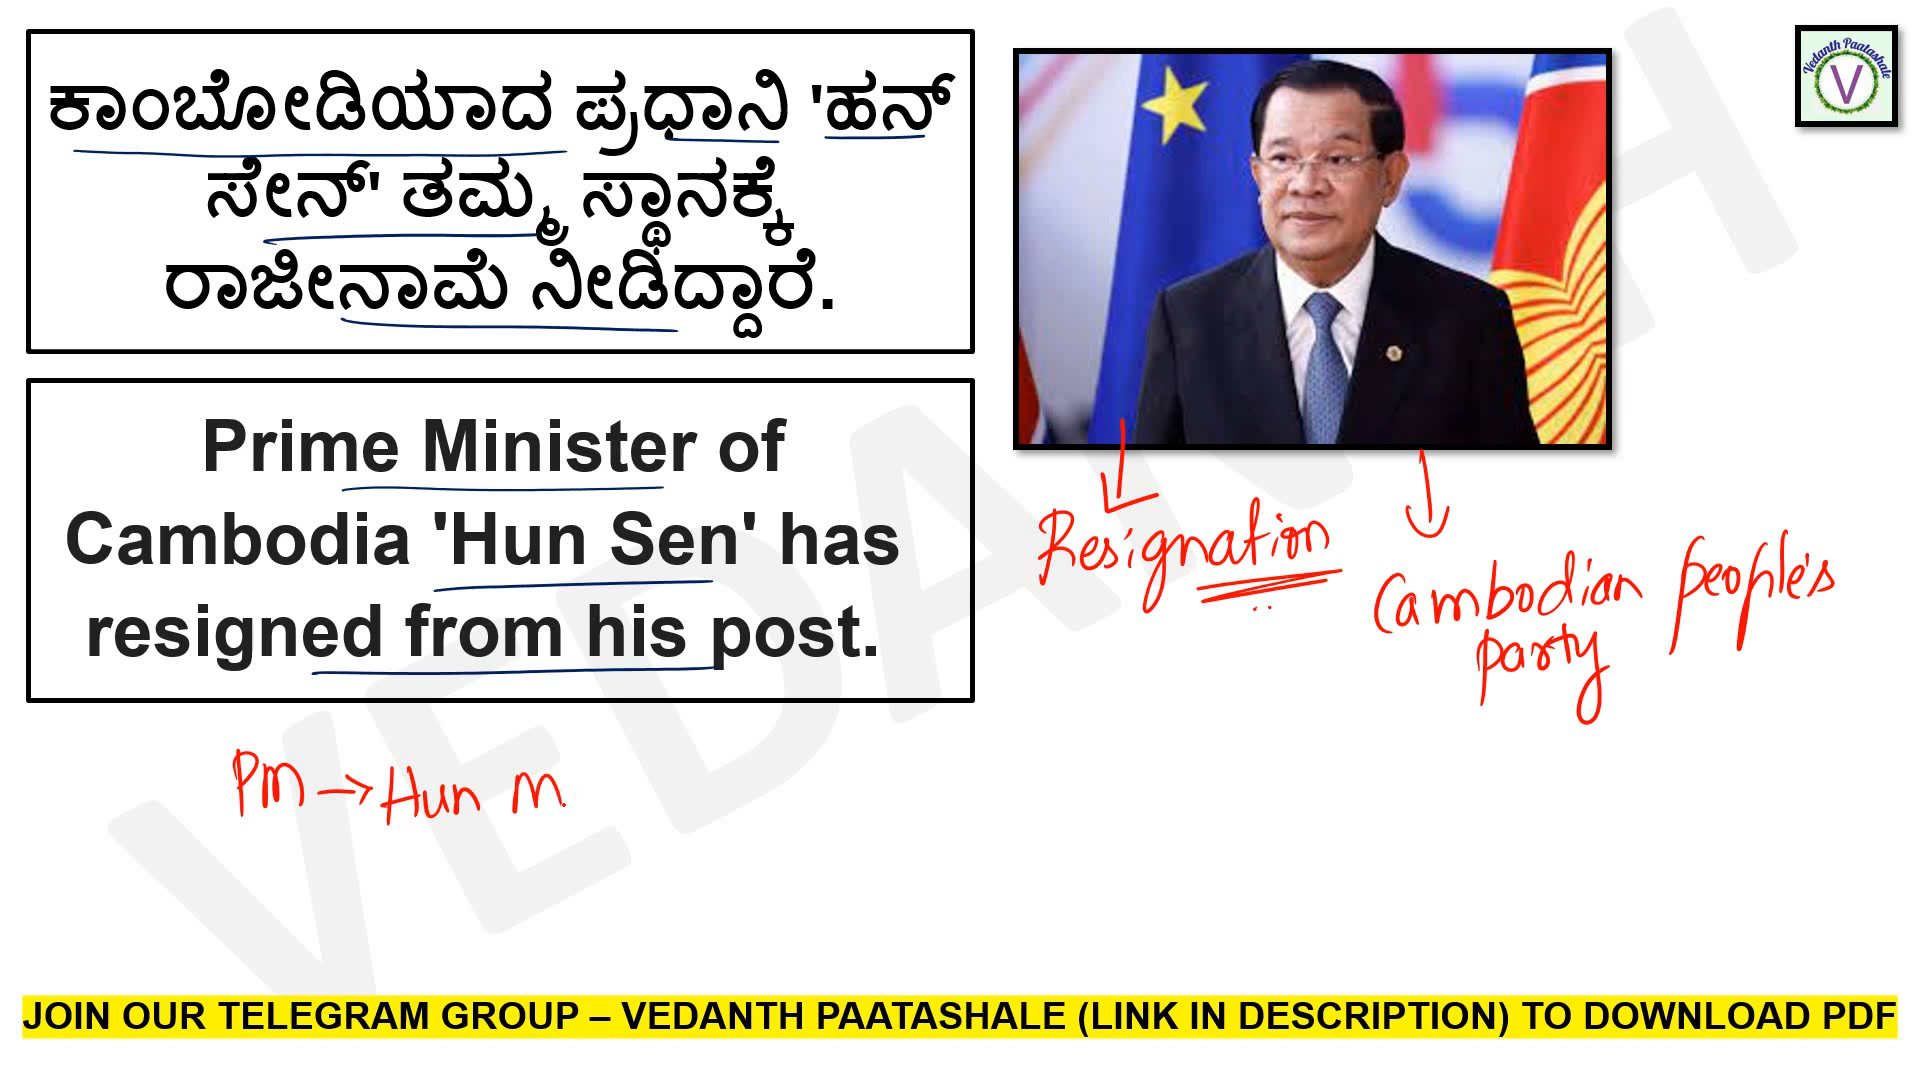 ಕಾಂಬೋಡಿಯಾದ ಪ್ರಧಾನಿ 'ಹನ್
ಸೇನ್' ತಮ್ಮ ಸ್ಥಾನಕ್ಕೆ
ರಾಜೀನಾಮೆ ನೀಡಿದ್ದಾರೆ.
Prime Minister of
Cambodia 'Hun Sen' has
resigned from his post.
Vedanth Paatashale
V
Resignation
Cambodian people's
party
PM → Hun M.
VEDANTH
JOIN OUR TELEGRAM GROUP – VEDANTH PAATASHALE (LINK IN DESCRIPTION) TO DOWNLOAD PDF